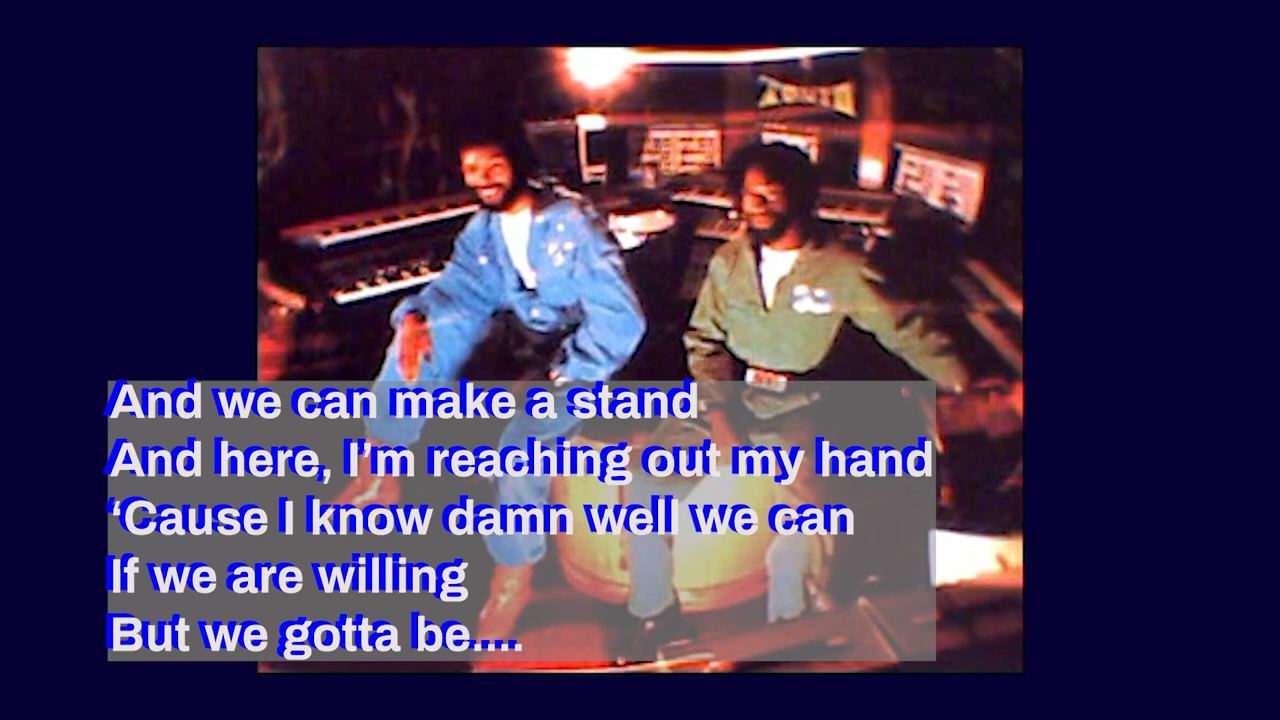 And we can make a stand
And here, I’m reaching out my hand
‘Cause I know damn well we can
If we are willing
But we gotta be....